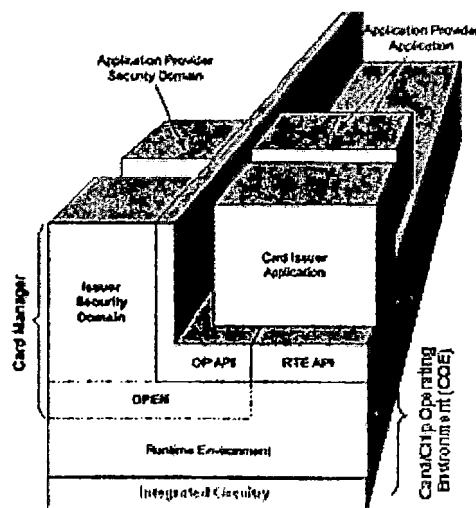 Application Provider
Security Domain
Application Provider
Application
Card Manager
Issuer
Security
Domain
Card Issuer
Application
OP API
RTE API
OPEN
Runtime Environment
Integrated Circuitry
Card/Chip Operating
Environment (COE)